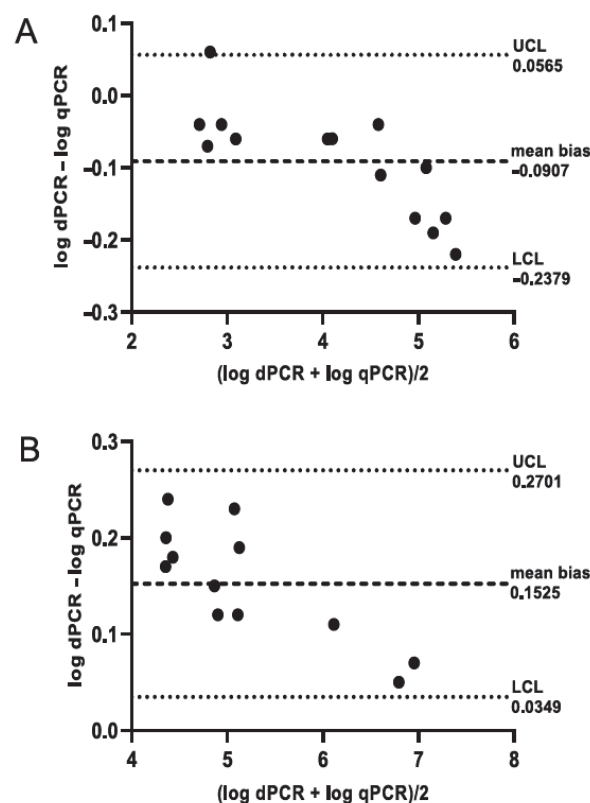 A
0.1
UCL
0.0565
0.0
mean bias
−0.0907
−0.1
−0.2
LCL
−0.2379
−0.3
log dPCR – log qPCR
2 3 4 5 6
(log dPCR + log qPCR)/2
B
0.3
UCL
0.2701
0.2
mean bias
0.1525
0.1
LCL
0.0349
0.0
log dPCR – log qPCR
4 5 6 7 8
(log dPCR + log qPCR)/2